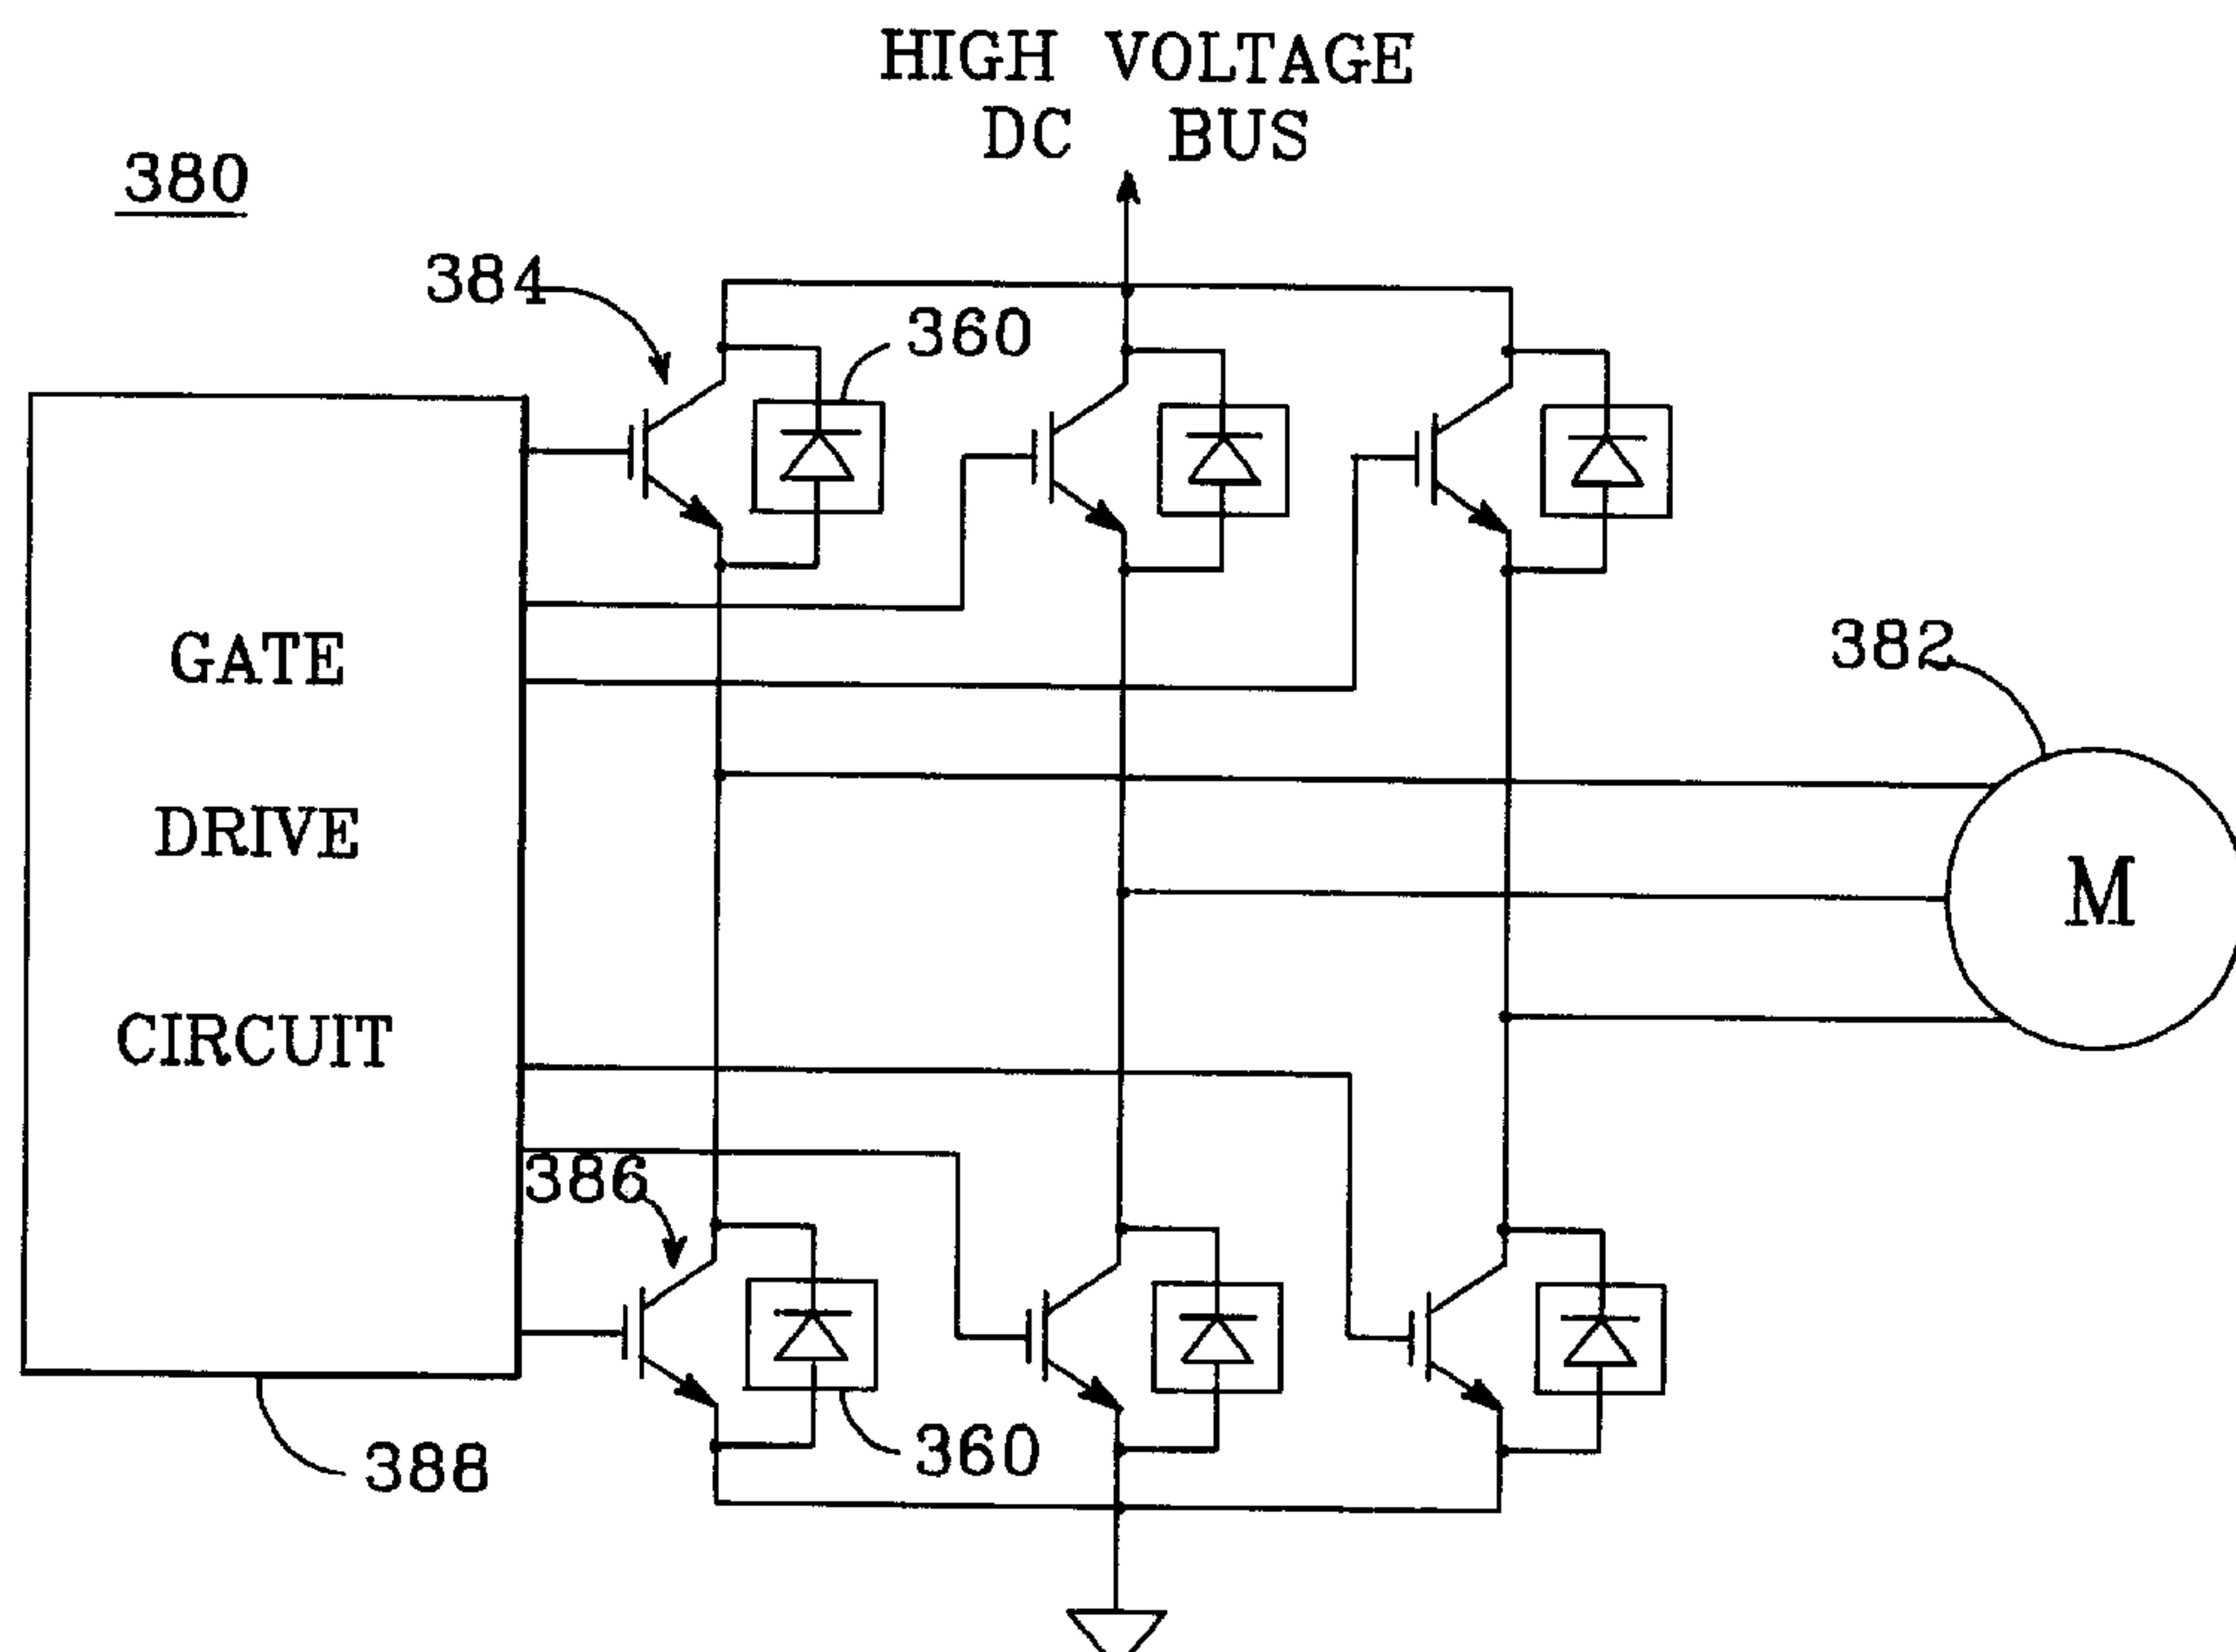 HIGH VOLTAGE
DC BUS
380
384
360
GATE
DRIVE
CIRCUIT
382
M
386
360
388